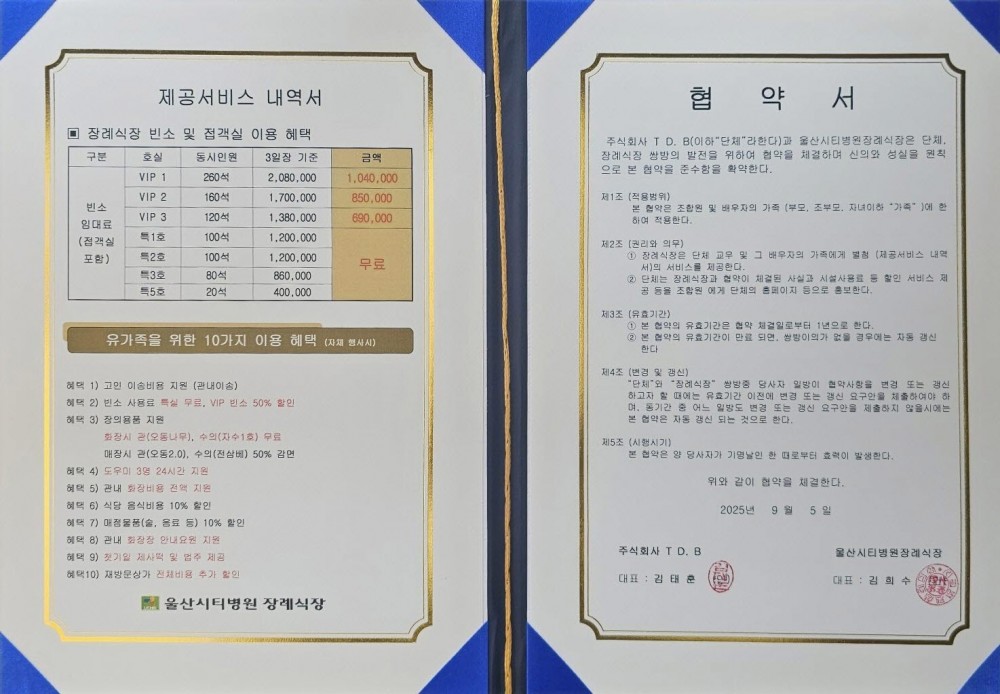 제공서비스 내역서
▣ 장례식장 빈소 및 접객실 이용 혜택
구분 호실 동시인원 3일장 기준 금액
빈소 임대료 (접객실 포함)
VIP 1 260석 2,080,000 1,040,000
VIP 2 160석 1,700,000 850,000
VIP 3 120석 1,380,000 690,000
특1호 100석 1,200,000 무료
특2호 100석 1,200,000
특3호 80석 860,000
특5호 20석 400,000
유가족을 위한 10가지 이용 혜택 (자체 행사시)
혜택 1) 고인 이송비용 지원 (관내이송)
혜택 2) 빈소 사용료 특실 무료, VIP 빈소 50% 할인
혜택 3) 장의용품 지원
화장시 관(오동나무), 수의(자수1호) 무료
매장시 관(오동2.0), 수의(전삼베) 50% 감면
혜택 4) 도우미 3명 24시간 지원
혜택 5) 관내 화장비용 전액 지원
혜택 6) 식당 음식비용 10% 할인
혜택 7) 매점물품(술, 음료 등) 10% 할인
혜택 8) 관내 화장장 안내요원 지원
혜택 9) 첫기일 제사떡 및 법주 제공
혜택10) 재방문상가 전체비용 추가 할인
울산시티병원 장례식장
협 약 서
주식회사 T D. B(이하"단체"라한다)과 울산시티병원장례식장은 단체,
장례식장 쌍방의 발전을 위하여 협약을 체결하며 신의와 성실을 원착
으로 본 협약을 준수함을 확약한다.
제1조 (적용범위)
본 협약은 조합원 및 배우자의 가족 (부모, 조부모, 자녀이하 "가족" )에 한
하여 적용한다.
제2조 (권리와 의무)
① 장례식장은 단체 교우 및 그 배우자의 가족에게 별첨 (제공서비스 내역
서)의 서비스를 제공한다.
② 단체는 장례식장과 협약이 체결된 사실과 시설사용료 등 할인 서비스 제
공 등을 조합원 에게 단체의 홈페이지 등으로 홍보한다.
제3조 (유효기간)
① 본 협약의 유효기간은 협약 체결일로부터 1년으로 한다.
② 본 협약의 유효기간이 만료 되면, 쌍방이의가 없을 경우에는 자동 갱신
한다
제4조 (변경 및 갱신)
"단체"와 "장례식장" 쌍방중 당사자 일방이 협약사항을 변경 또는 갱신
하고자 할 때에는 유효기간 이전에 변경 또는 갱신 요구안을 제출하여야 하
며, 동기간 중 어느 일방도 변경 또는 갱신 요구안을 제출하지 않을시에는
본 협약은 자동 갱신 되는 것으로 한다.
제5조 (시행시기)
본 협약은 양 당사자가 기명날인 한 때로부터 효력이 발생한다.
위와 같이 협약을 체결한다.
2025년 9 월 5 일
주식회사 T D. B 울산시티병원장례식장
대표 : 김 태 훈 대표 : 김 희 수